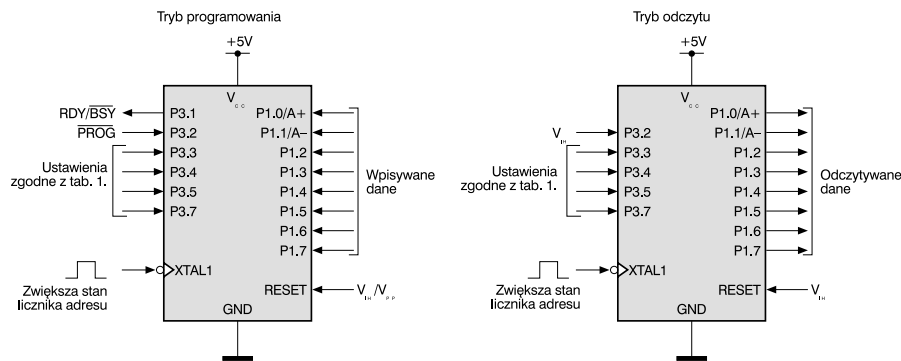 Tryb programowania
+5V
V CC
RDY/BSY
PROG
Ustawienia
zgodne z tab. 1.
P3.1
P3.2
P3.3
P3.4
P3.5
P3.7
P1.0/A+
P1.1/A–
P1.2
P1.3
P1.4
P1.5
P1.6
P1.7
Wpisywane
dane
XTAL1
Zwiększa stan
licznika adresu
RESET
V IH /V PP
GND
Tryb odczytu
+5V
V CC
V IH
Ustawienia
zgodne z tab. 1.
P3.2
P3.3
P3.4
P3.5
P3.7
P1.0/A+
P1.1/A–
P1.2
P1.3
P1.4
P1.5
P1.6
P1.7
Odczytywane
dane
XTAL1
Zwiększa stan
licznika adresu
RESET
V IH
GND